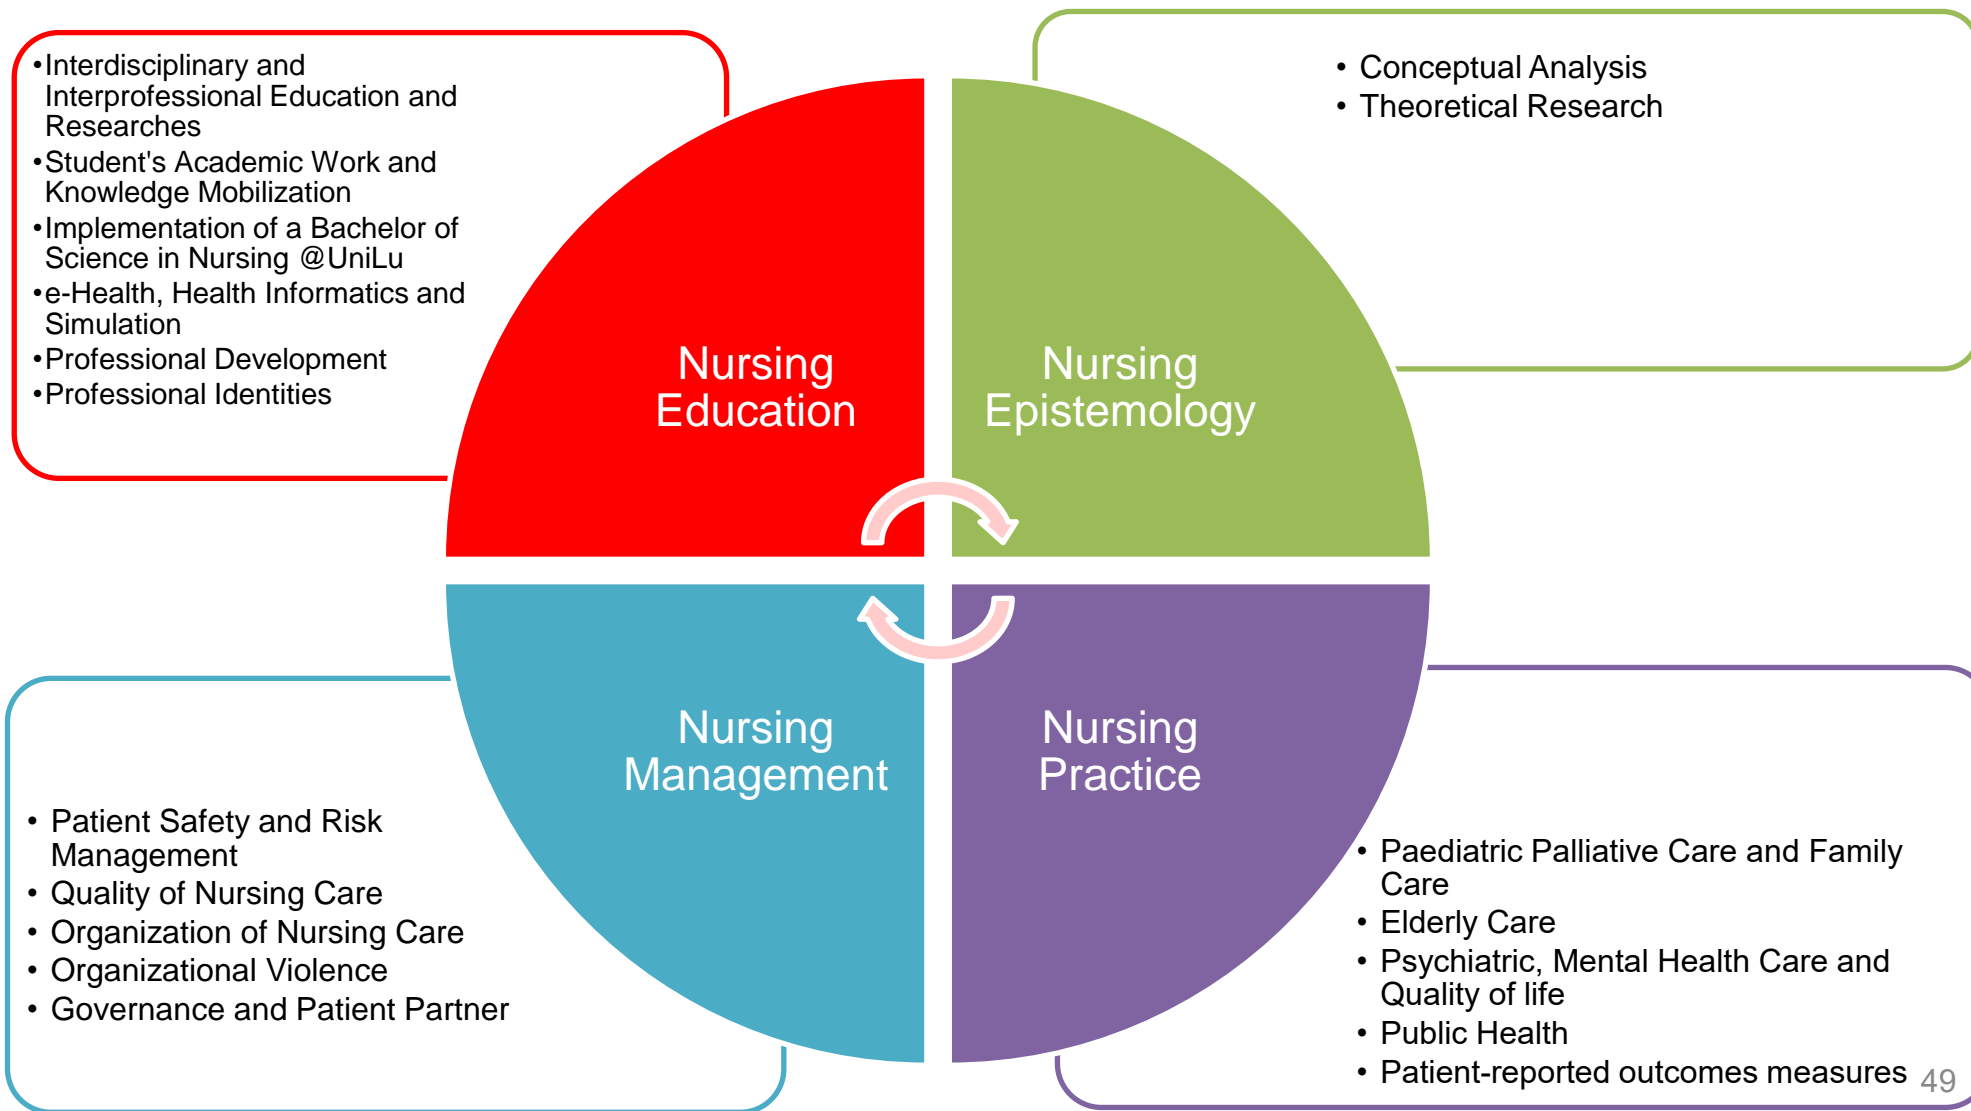 •Interdisciplinary and
Interprofessional Education and
Researches
•Student's Academic Work and
Knowledge Mobilization
•Implementation of a Bachelor of
Science in Nursing @UniLu
•e-Health, Health Informatics and
Simulation
•Professional Development
•Professional Identities
• Conceptual Analysis
• Theoretical Research
Nursing
Education
Nursing
Epistemology
Nursing
Management
Nursing
Practice
• Patient Safety and Risk
Management
• Quality of Nursing Care
• Organization of Nursing Care
• Organizational Violence
• Governance and Patient Partner
• Paediatric Palliative Care and Family
Care
• Elderly Care
• Psychiatric, Mental Health Care and
Quality of life
• Public Health
• Patient-reported outcomes measures
49